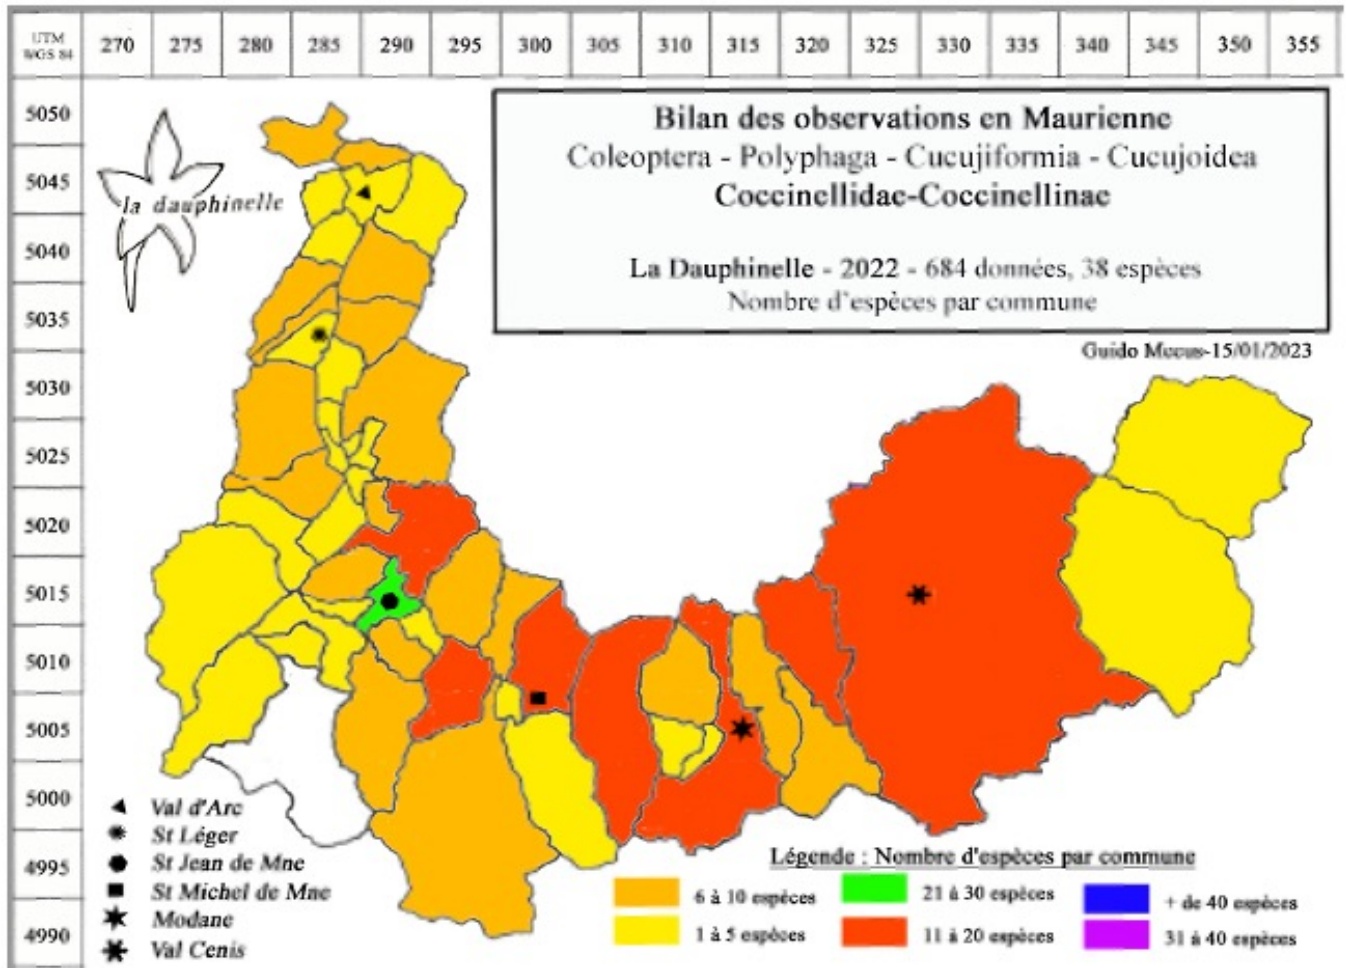 UTM
WGS 84
270 275 280 285 290 295 300 305 310 315 320 325 330 335 340 345 350 355
5050
5045
5040
5035
5030
5025
5020
5015
5010
5005
5000
4995
4990
la dauphinelle
Bilan des observations en Maurienne
Coleoptera - Polyphaga - Cucujiformia - Cucujoidea
Coccinellidae-Coccinellinae
La Dauphinelle - 2022 - 684 données, 38 espèces
Nombre d'espèces par commune
Guido Meeus-15/01/2023
Val d'Arc
St Léger
St Jean de Mne
St Michel de Mne
Modane
Val Cenis
Légende : Nombre d'espèces par commune
6 à 10 espèces
21 à 30 espèces
+ de 40 espèces
1 à 5 espèces
11 à 20 espèces
31 à 40 espèces